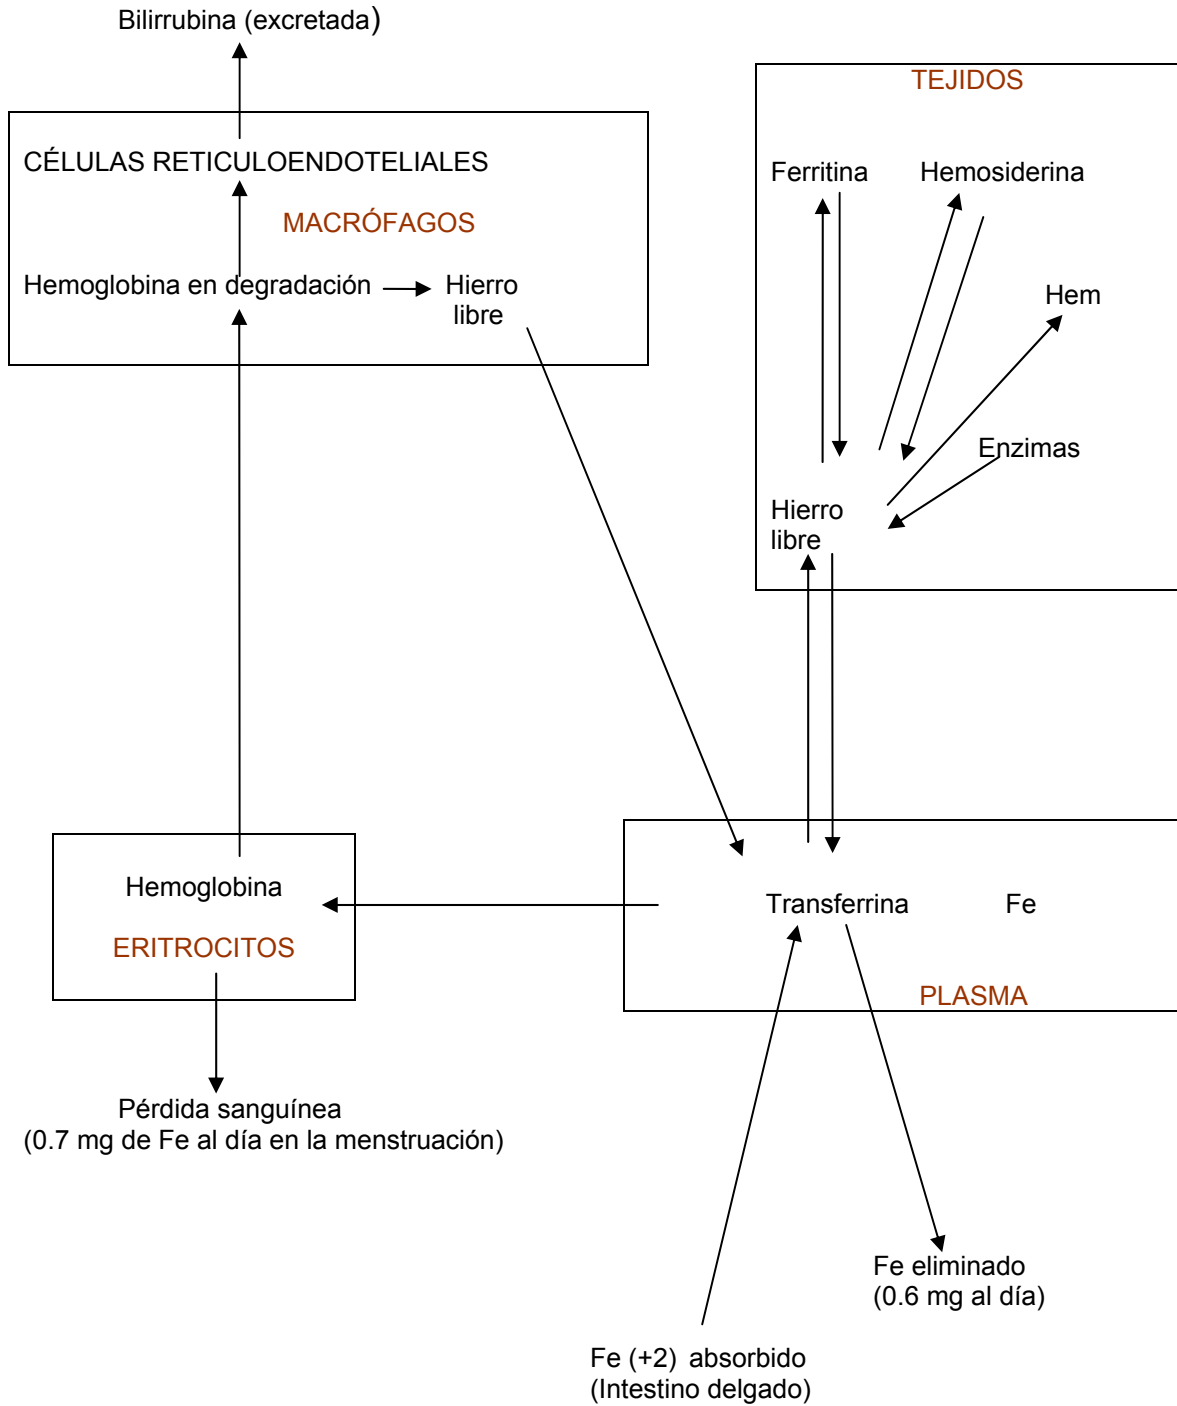 Bilirrubina (excretada)
TEJIDOS
CÉLULAS RETICULOENDOTELIALES
MACRÓFAGOS
Hemoglobina en degradación
Hierro
libre
Ferritina
Hemosiderina
Hem
Enzimas
Hierro
libre
Hemoglobina
ERITROCITOS
Transferrina
Fe
PLASMA
Pérdida sanguínea
(0.7 mg de Fe al día en la menstruación)
Fe eliminado
(0.6 mg al día)
Fe (+2) absorbido
(Intestino delgado)